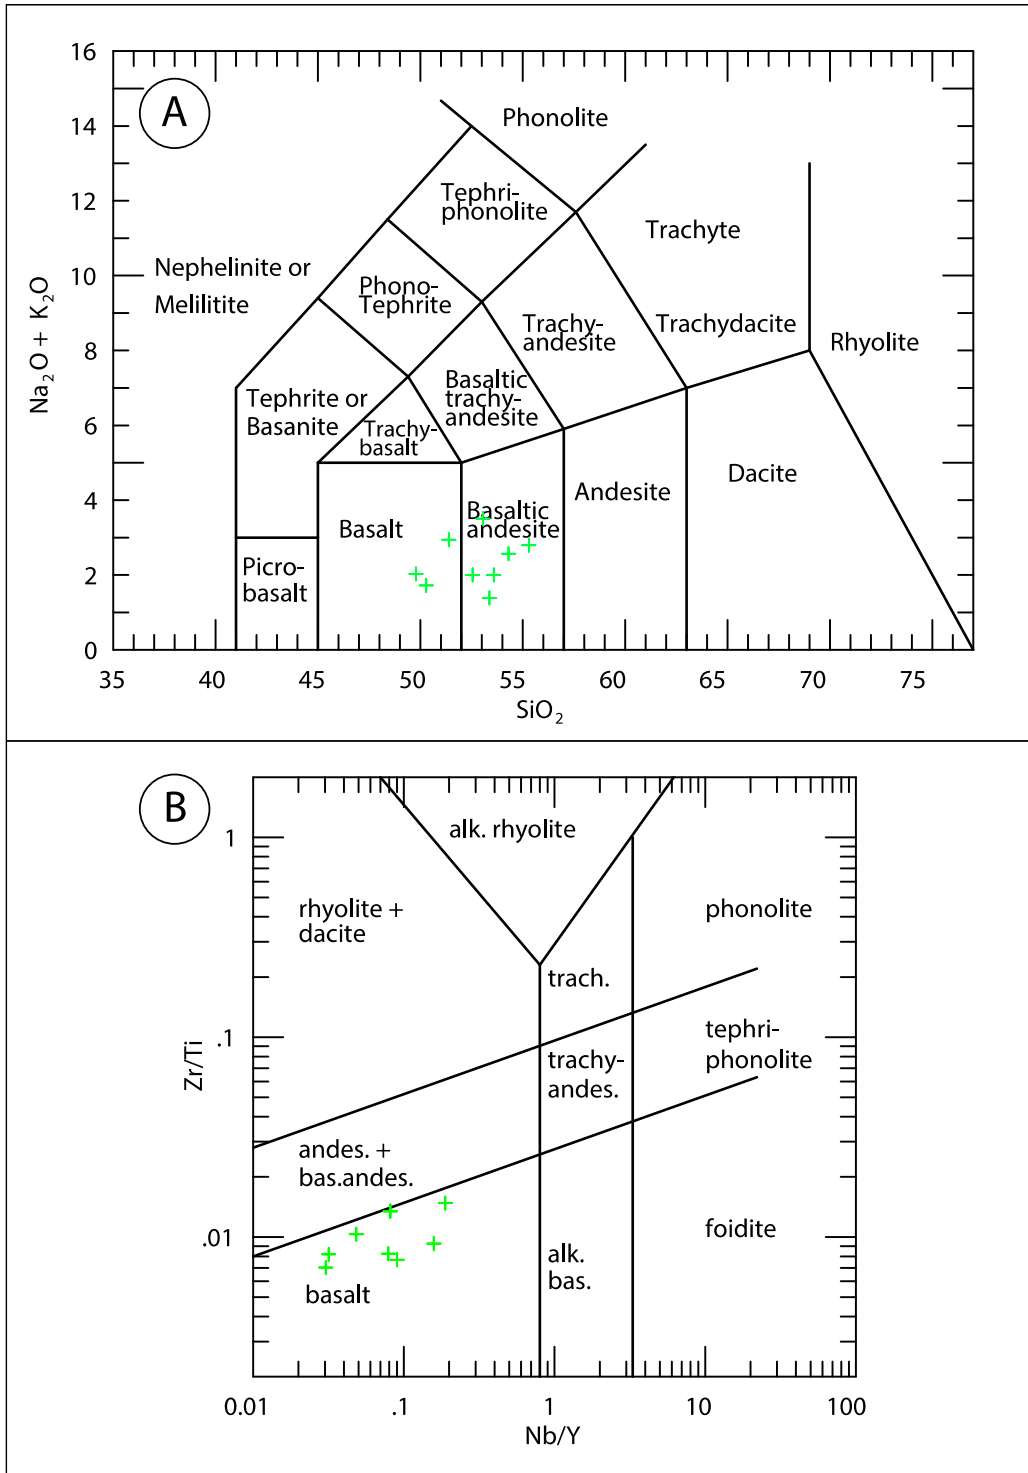 A
16
14
12
10
8
6
4
2
0
Na2O + K2O
35
40
45
50
55
60
65
70
75
SiO2
Phonolite
Tephri-
phonolite
Trachyte
Nephelinite or
Melilitite
Phono-
Tephrite
Trachy-
andesite
Trachydacite
Rhyolite
Tephrite or
Basanite
Basaltic
trachy-
andesite
Trachy-
basalt
Basalt
Basaltic
andesite
Andesite
Dacite
Picro-
basalt
B
1
.1
.01
Zr/Ti
alk. rhyolite
rhyolite +
dacite
phonolite
trach.
tephri-
phonolite
trachy-
andes.
andes. +
bas.andes.
foidite
alk.
bas.
basalt
0.01
.1
1
10
100
Nb/Y